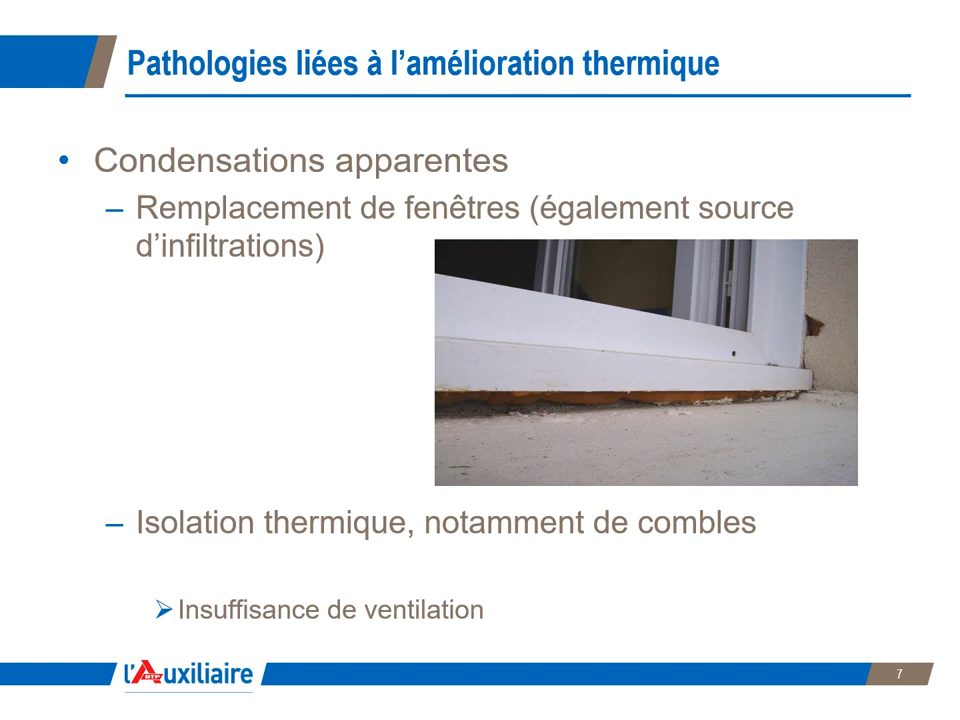 Pathologies liées à l’amélioration thermique
• Condensations apparentes
– Remplacement de fenêtres (également source
d’infiltrations)
– Isolation thermique, notamment de combles
➢ Insuffisance de ventilation
l'Auxiliaire
BTP
7